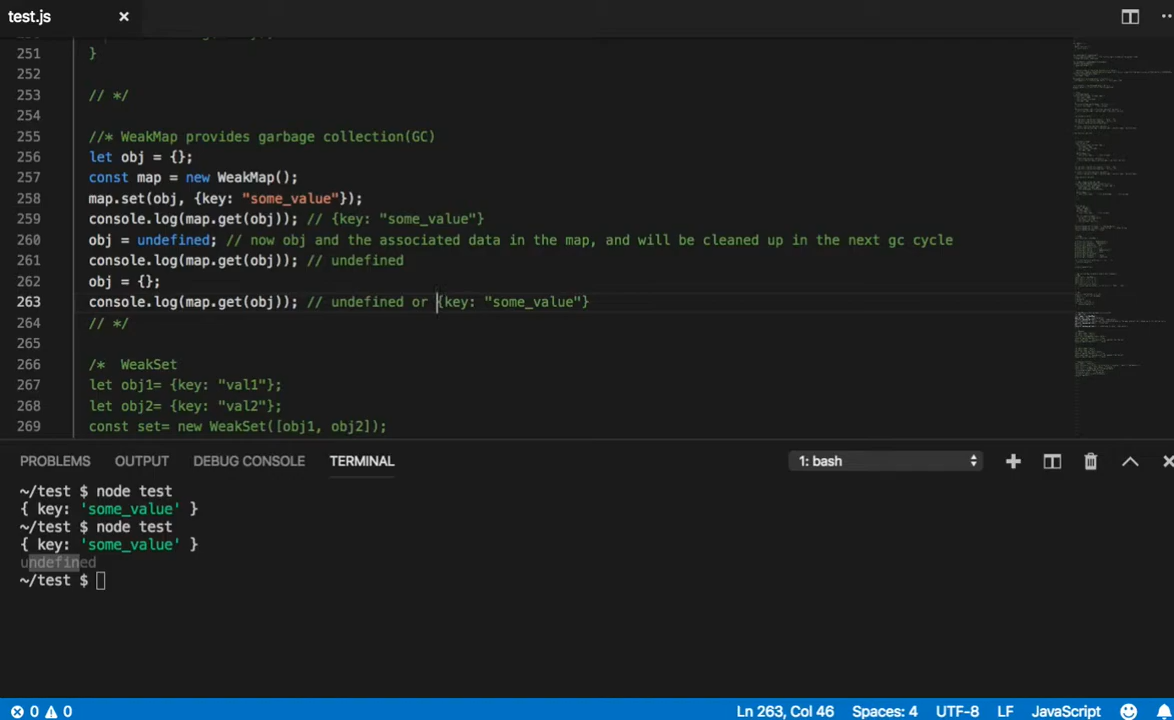 test.js
251 }
252
253 // */
254
255 //* WeakMap provides garbage collection(GC)
256 let obj = {};
257 const map = new WeakMap();
258 map.set(obj, {key: "some_value"});
259 console.log(map.get(obj)); // {key: "some_value"}
260 obj = undefined; // now obj and the associated data in the map, and will be cleaned up in the next gc cycle
261 console.log(map.get(obj)); // undefined
262 obj = {};
263 console.log(map.get(obj)); // undefined or {key: "some_value"}
264 // */
265
266 /*  WeakSet
267 let obj1= {key: "val1"};
268 let obj2= {key: "val2"};
269 const set= new WeakSet([obj1, obj2]);
PROBLEMS OUTPUT DEBUG CONSOLE TERMINAL 1: bash
~/test $ node test
{ key: 'some_value' }
~/test $ node test
{ key: 'some_value' }
undefined
~/test $
0 0 Ln 263, Col 46 Spaces: 4 UTF-8 LF JavaScript